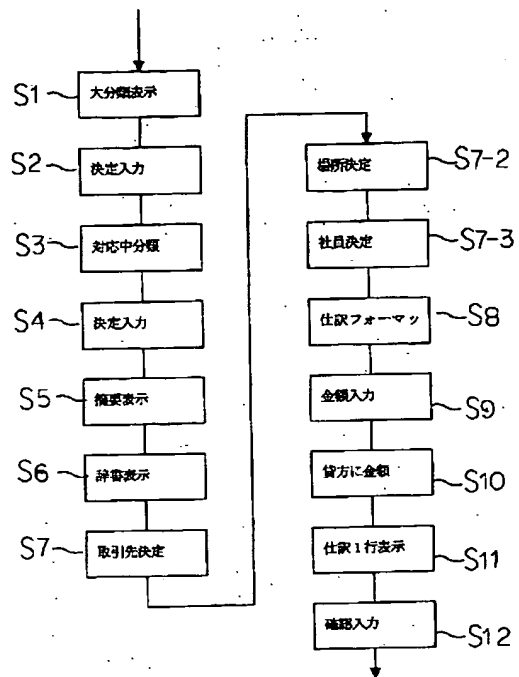 S1 大分類表示
S2 決定入力
S3 対応中分類
S4 決定入力
S5 摘要表示
S6 辞書表示
S7 取引先決定
場所決定 S7-2
社員決定 S7-3
仕訳フォーマッ S8
金額入力 S9
貸方に金額 S10
仕訳1行表示 S11
確認入力 S12